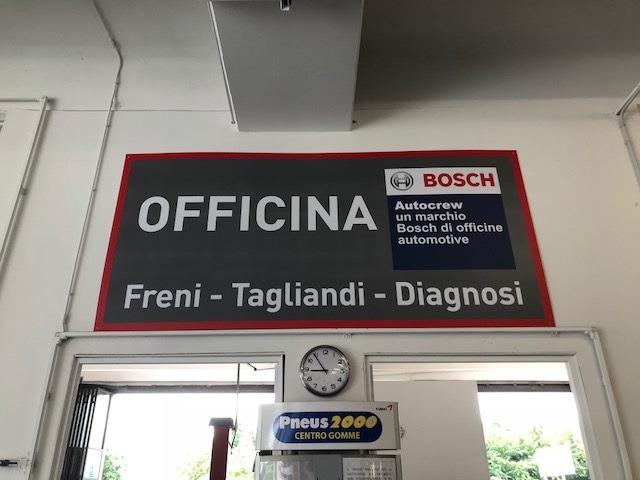 OFFICINA
BOSCH
Autocrew
un marchio
Bosch di officine
automotive
Freni - Tagliandi - Diagnosi
Pneus 2000
CENTRO GOMME